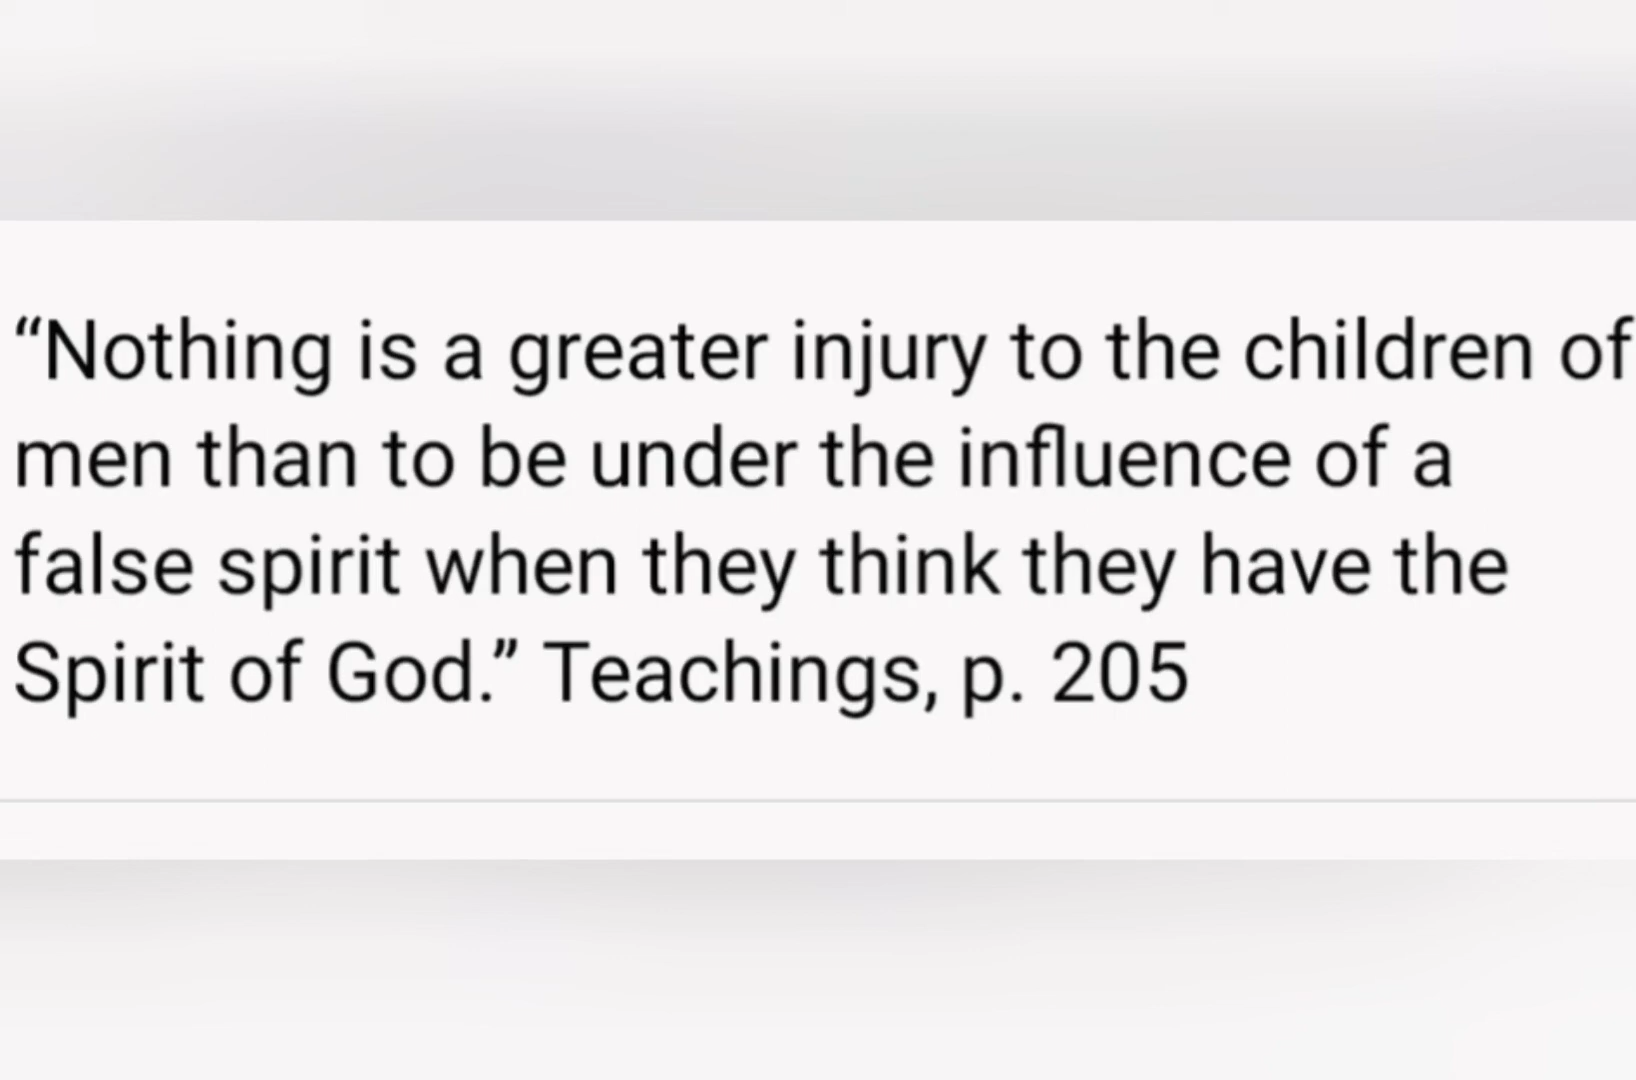 “Nothing is a greater injury to the children of
men than to be under the influence of a
false spirit when they think they have the
Spirit of God.” Teachings, p. 205